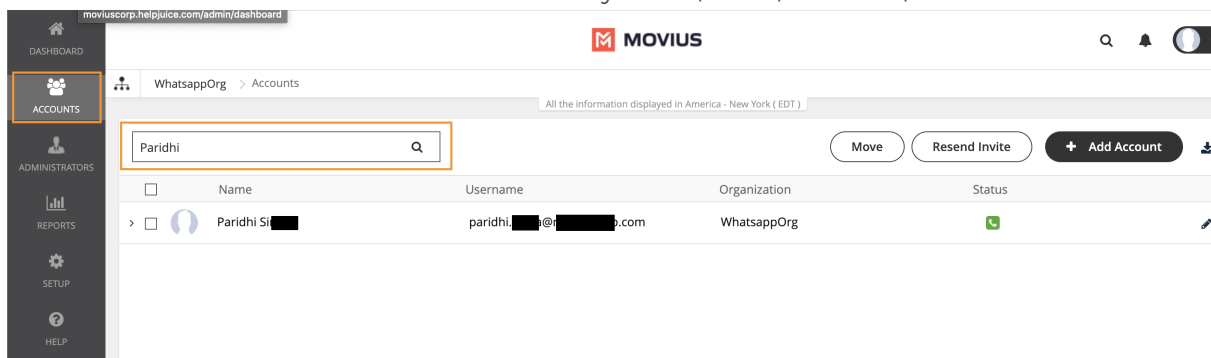 moviuscorp.helpjuice.com/admin/dashboard
DASHBOARD
MOVIUS
ACCOUNTS
WhatsappOrg > Accounts
All the information displayed in America - New York ( EDT )
Paridhi
Move
Resend Invite
+ Add Account
ADMINISTRATORS
Name Username Organization Status
REPORTS
Paridhi Si paridhi. a@ .com WhatsappOrg
SETUP
HELP